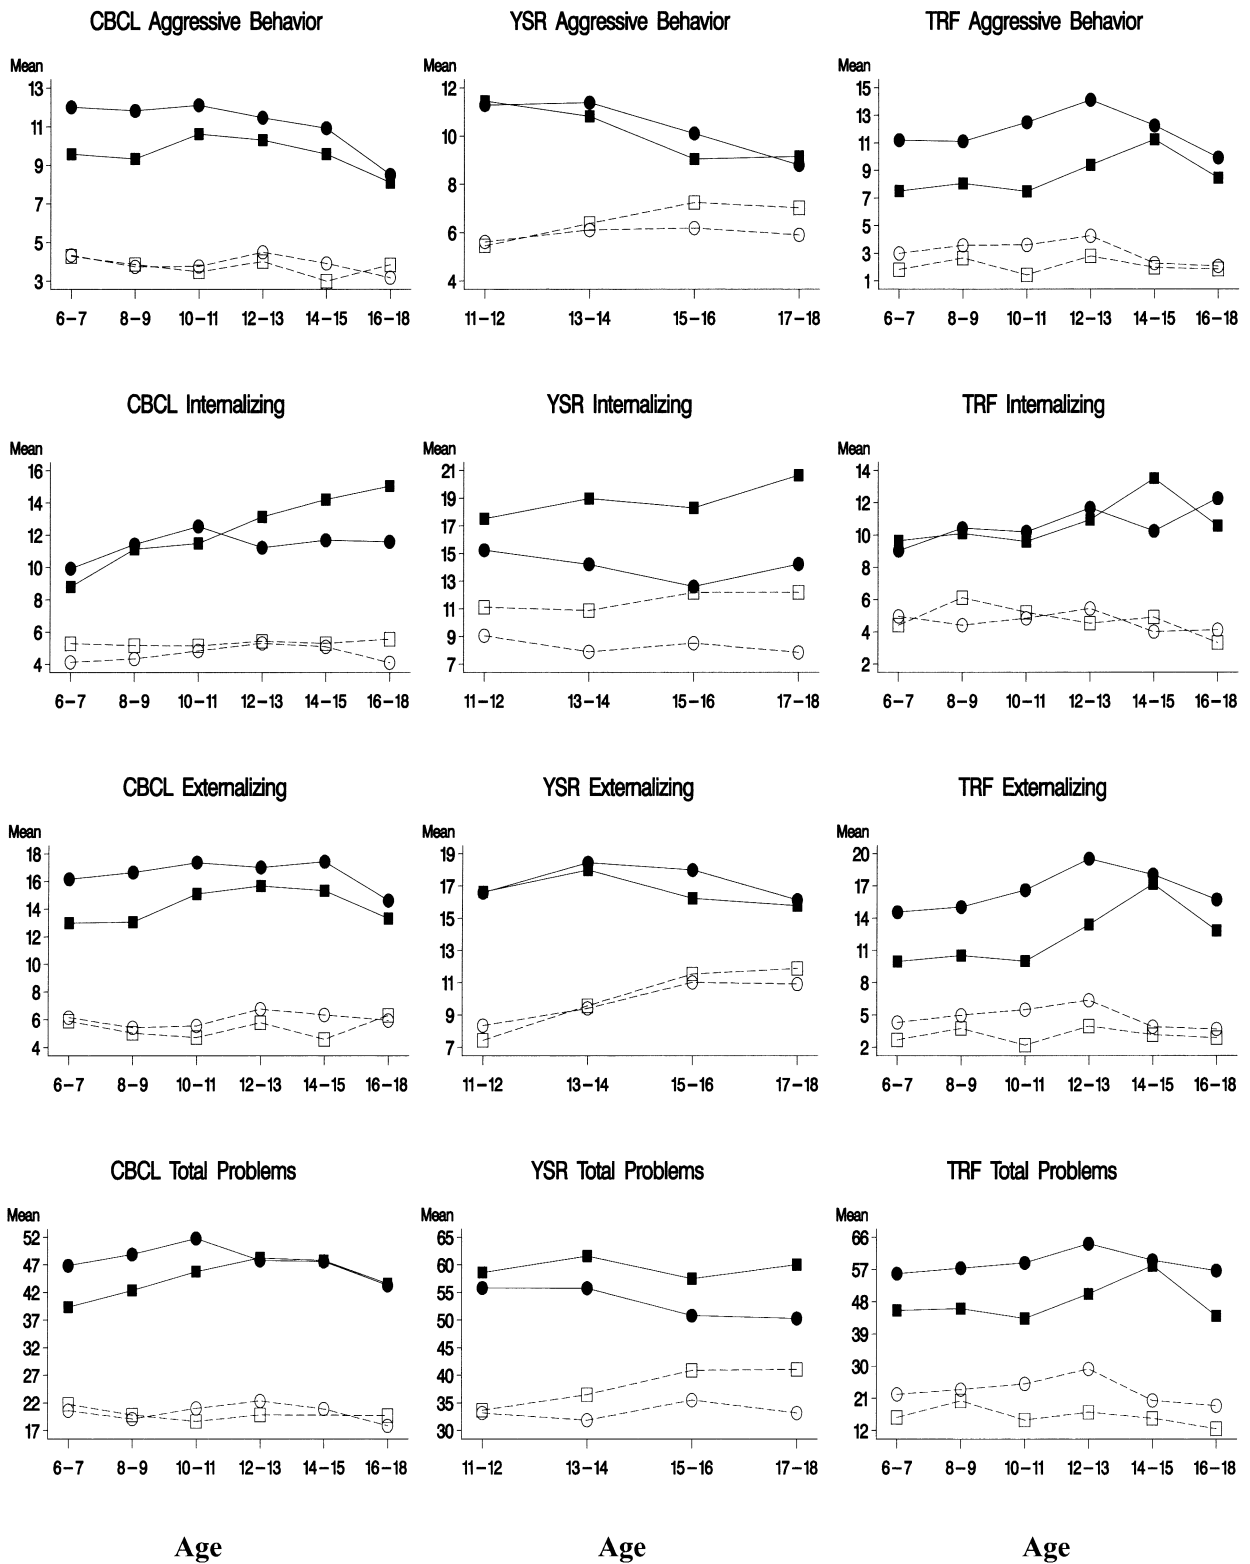 CBCL Aggressive Behavior YSR Aggressive Behavior TRF Aggressive Behavior
Mean Mean Mean
13 12 15
11 10 13
9 8 11
7 6 9
5 4 7
3 5
3
1
6–7 8–9 10–11 12–13 14–15 16–18 11–12 13–14 15–16 17–18 6–7 8–9 10–11 12–13 14–15 16–18
CBCL Internalizing YSR Internalizing TRF Internalizing
Mean Mean Mean
16 21 14
14 19 12
12 17 10
10 15 8
8 13 6
6 11 4
4 9 2
7
6–7 8–9 10–11 12–13 14–15 16–18 11–12 13–14 15–16 17–18 6–7 8–9 10–11 12–13 14–15 16–18
CBCL Externalizing YSR Externalizing TRF Externalizing
Mean Mean Mean
18 19 20
16 17 17
14 15 14
12 13 11
10 11 8
8 9 5
6 7 2
4
6–7 8–9 10–11 12–13 14–15 16–18 11–12 13–14 15–16 17–18 6–7 8–9 10–11 12–13 14–15 16–18
CBCL Total Problems YSR Total Problems TRF Total Problems
Mean Mean Mean
52 65 66
47 60 57
42 55 48
37 50 39
32 45 30
27 40 21
22 35 12
17 30
6–7 8–9 10–11 12–13 14–15 16–18 11–12 13–14 15–16 17–18 6–7 8–9 10–11 12–13 14–15 16–18
Age Age Age